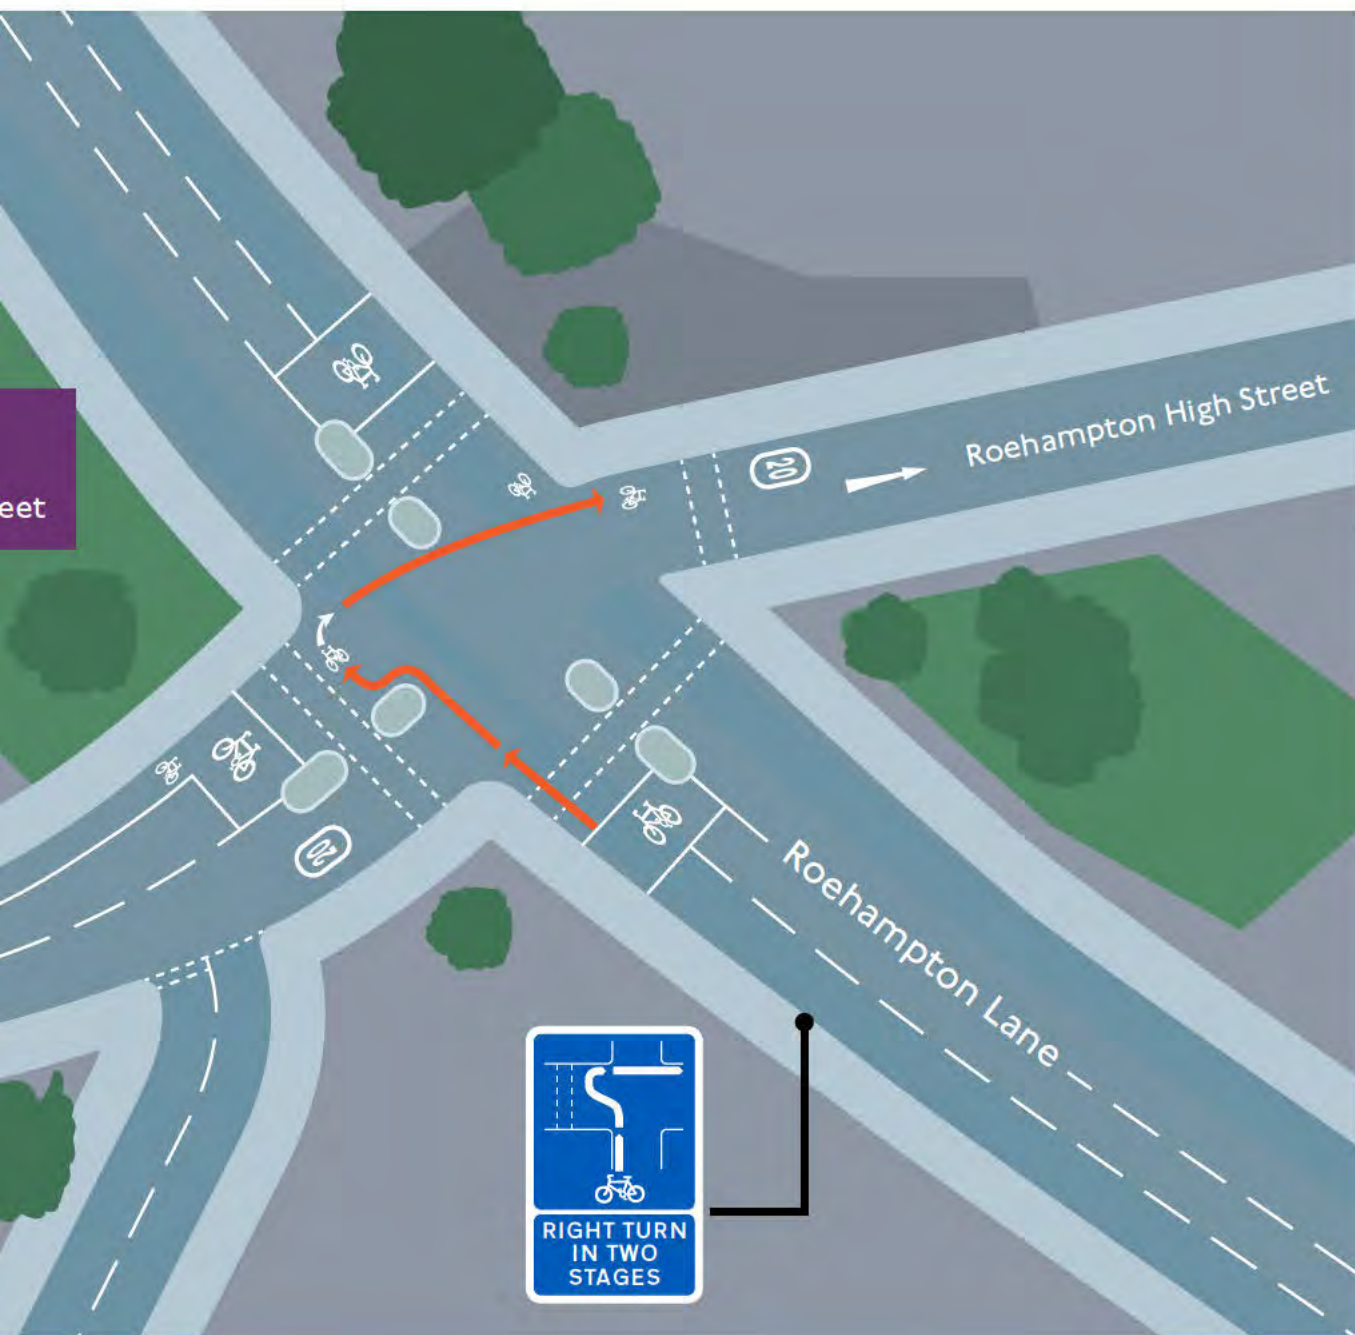 eet
20
Roehampton High Street
20
Roehampton Lane
RIGHT TURN
IN TWO
STAGES